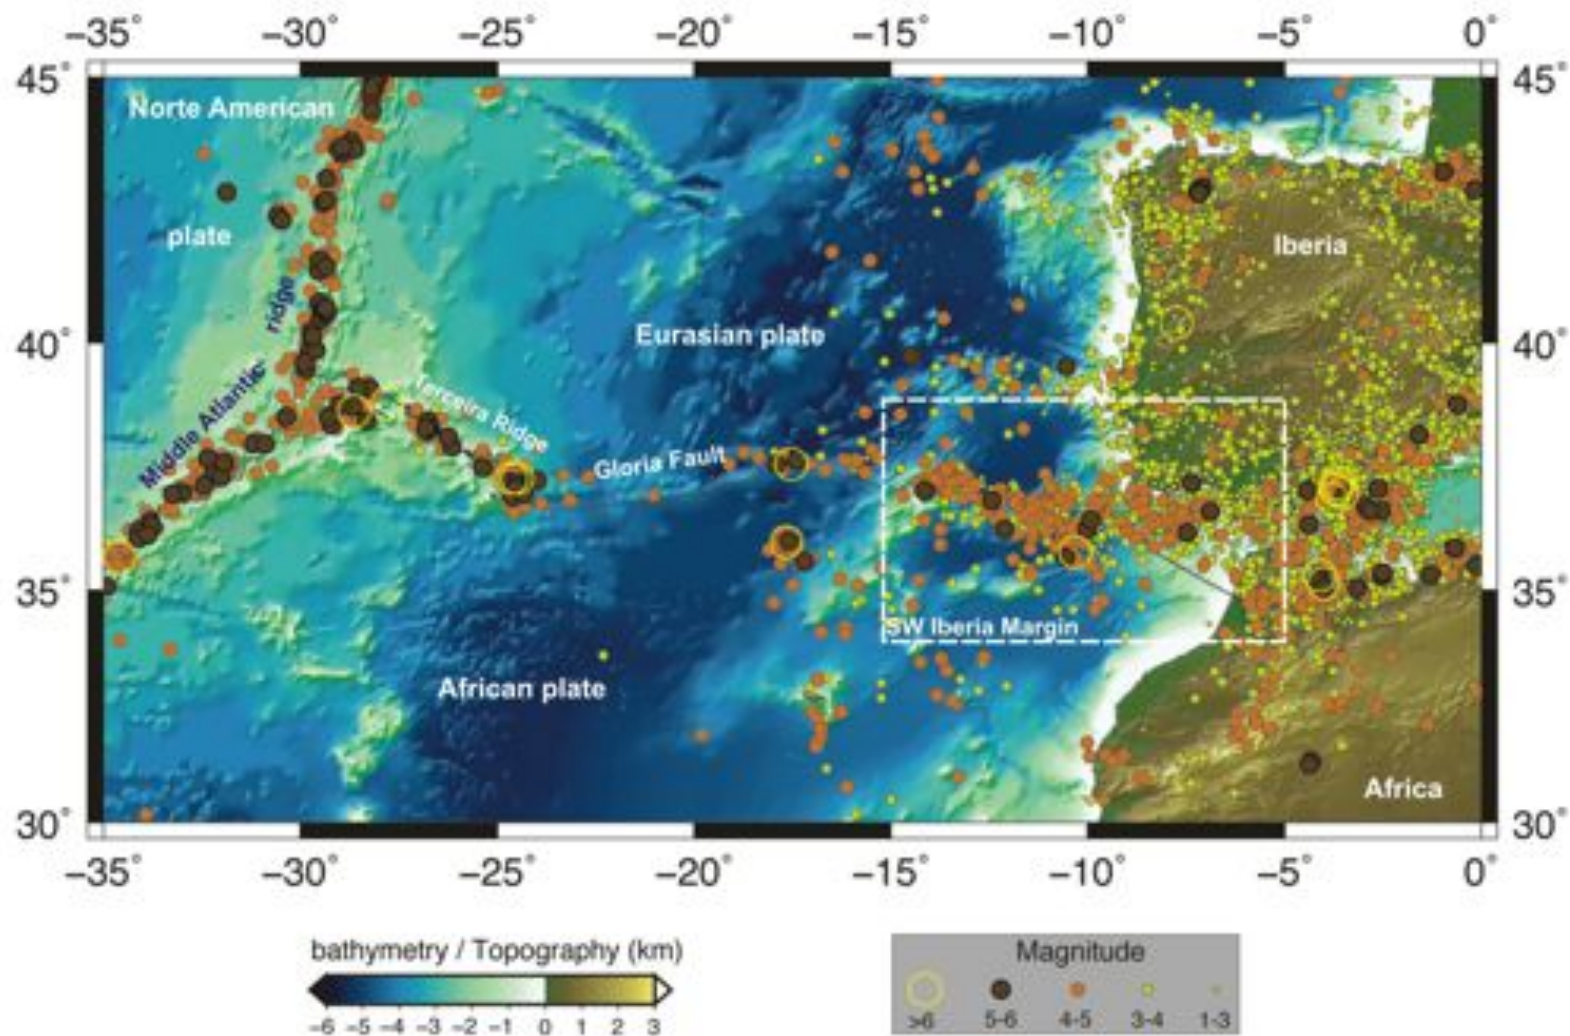 −35° −30° −25° −20° −15° −10° −5° 0°
45° 45°
Norte American
plate
Iberia
ridge
Eurasian plate
40° 40°
Middle Atlantic
Terceira Ridge
Gloria Fault
35° 35°
SW Iberia Margin
African plate
Africa
30° 30°
−35° −30° −25° −20° −15° −10° −5° 0°
bathymetry / Topography (km)
−6 −5 −4 −3 −2 −1 0 1 2 3
Magnitude
>6 5-6 4-5 3-4 1-3